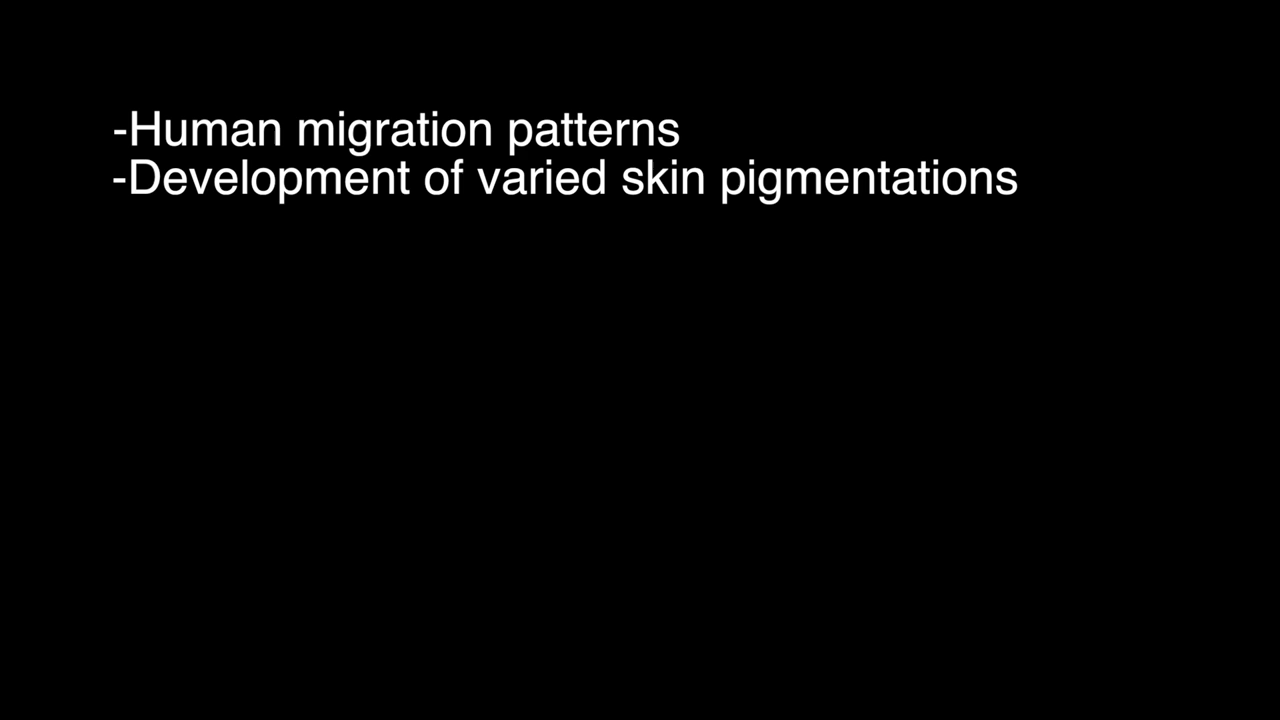 -Human migration patterns
-Development of varied skin pigmentations